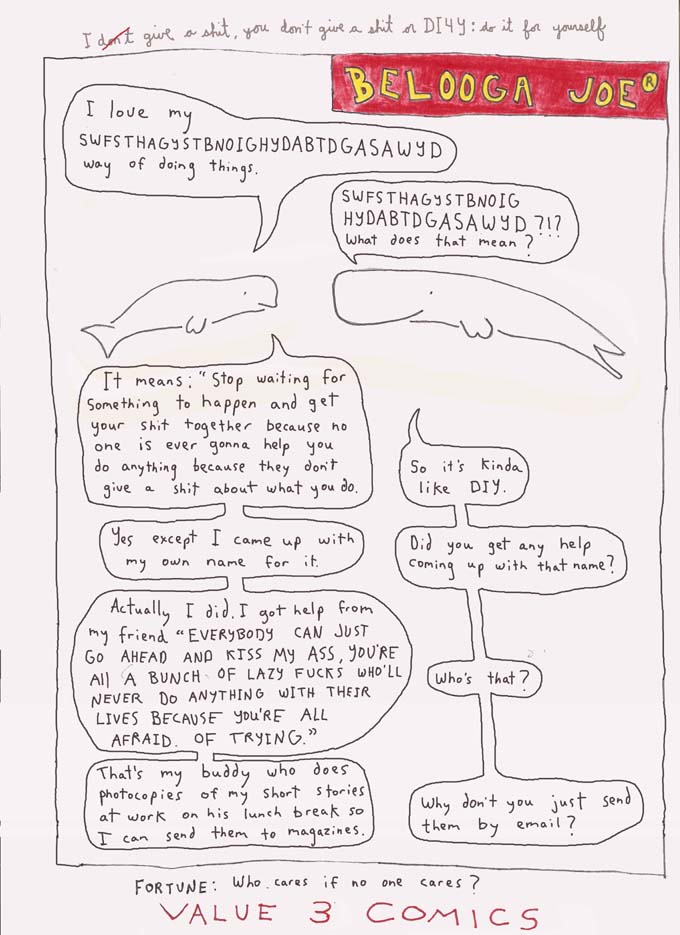 I don't give a shit, you don't give a shit or DI4Y: do it for yourself
BELOOGA JOE®
I love my
SWFSTHAGYSTBNOIGHYDABTDGASAWYD
way of doing things.
SWFSTHAGYSTBNOIG
HYDABTDGASAWYD ?!?
What does that mean?
It means: "Stop waiting for
something to happen and get
your shit together because no
one is ever gonna help you
do anything because they don't
give a shit about what you do.
So it's kinda
like DIY.
Yes except I came up with
my own name for it.
Did you get any help
coming up with that name?
Actually I did. I got help from
my friend "EVERYBODY CAN JUST
GO AHEAD AND KISS MY ASS, YOU'RE
All A BUNCH OF LAZY FUCKS WHO'LL
NEVER DO ANYTHING WITH THEIR
LIVES BECAUSE YOU'RE ALL
AFRAID. OF TRYING."
Who's that?
That's my buddy who does
photocopies of my short stories
at work on his lunch break so
I can send them to magazines.
Why don't you just send
them by email?
FORTUNE: Who cares if no one cares?
VALUE 3 COMICS